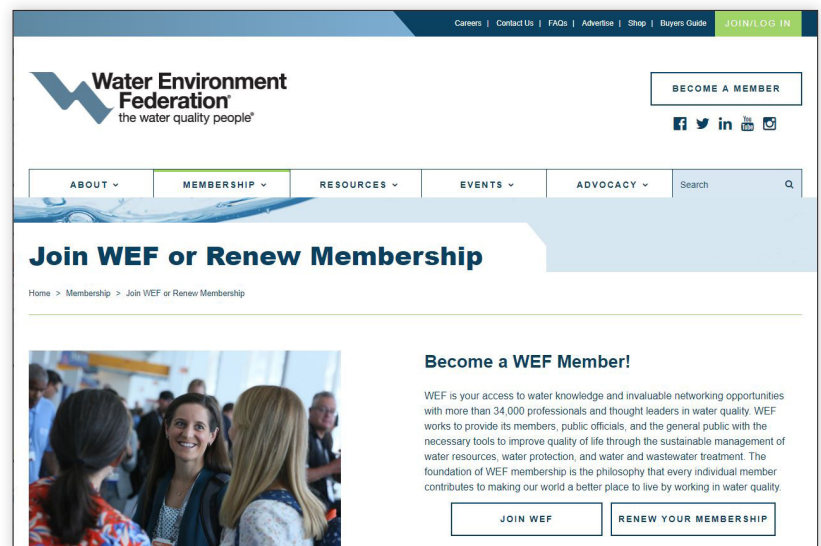 Careers | Contact Us | FAQs | Advertise | Shop | Buyers Guide JOIN/LOG IN
Water Environment
Federation®
the water quality people®
BECOME A MEMBER
You
Tube
ABOUT MEMBERSHIP RESOURCES EVENTS ADVOCACY Search
Join WEF or Renew Membership
Home > Membership > Join WEF or Renew Membership
Become a WEF Member!
WEF is your access to water knowledge and invaluable networking opportunities
with more than 34,000 professionals and thought leaders in water quality. WEF
works to provide its members, public officials, and the general public with the
necessary tools to improve quality of life through the sustainable management of
water resources, water protection, and water and wastewater treatment. The
foundation of WEF membership is the philosophy that every individual member
contributes to making our world a better place to live by working in water quality.
JOIN WEF RENEW YOUR MEMBERSHIP